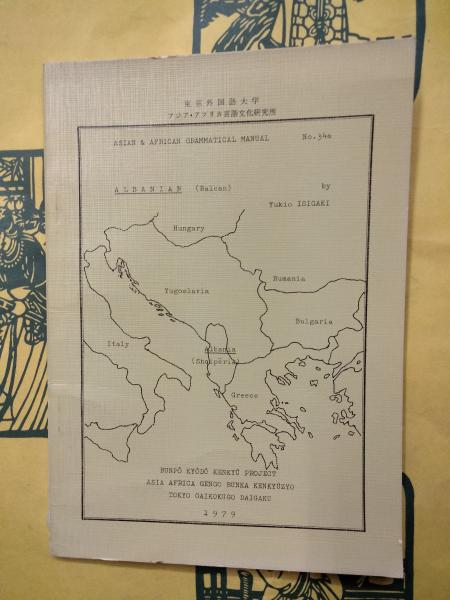 東京外国語大学
アジア・アフリカ言語文化研究所
ASIAN & AFRICAN GRAMMATICAL MANUAL No.34a
ALBANIAN (Balcan) by
Yukio ISIGAKI
Hungary
Rumania
Yugoslavia
Bulgaria
Italy
Albania
(Shqipëria)
Greece
BUNPÔ KYÔDÔ KENKYÛ PROJECT
ASIA AFRICA GENGO BUNKA KENKYÛZYO
TOKYO GAIKOKUGO DAIGAKU
1979